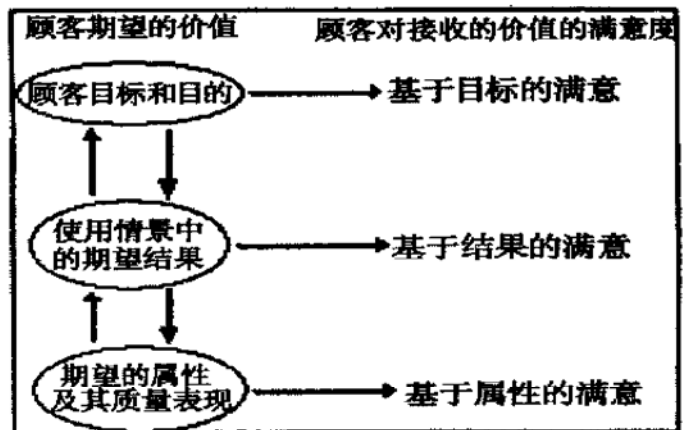 顾客期望的价值
顾客对接收的价值的满意度
顾客目标和目的
基于目标的满意
使用情景中
的期望结果
基于结果的满意
期望的属性
及其质量表现
基于属性的满意